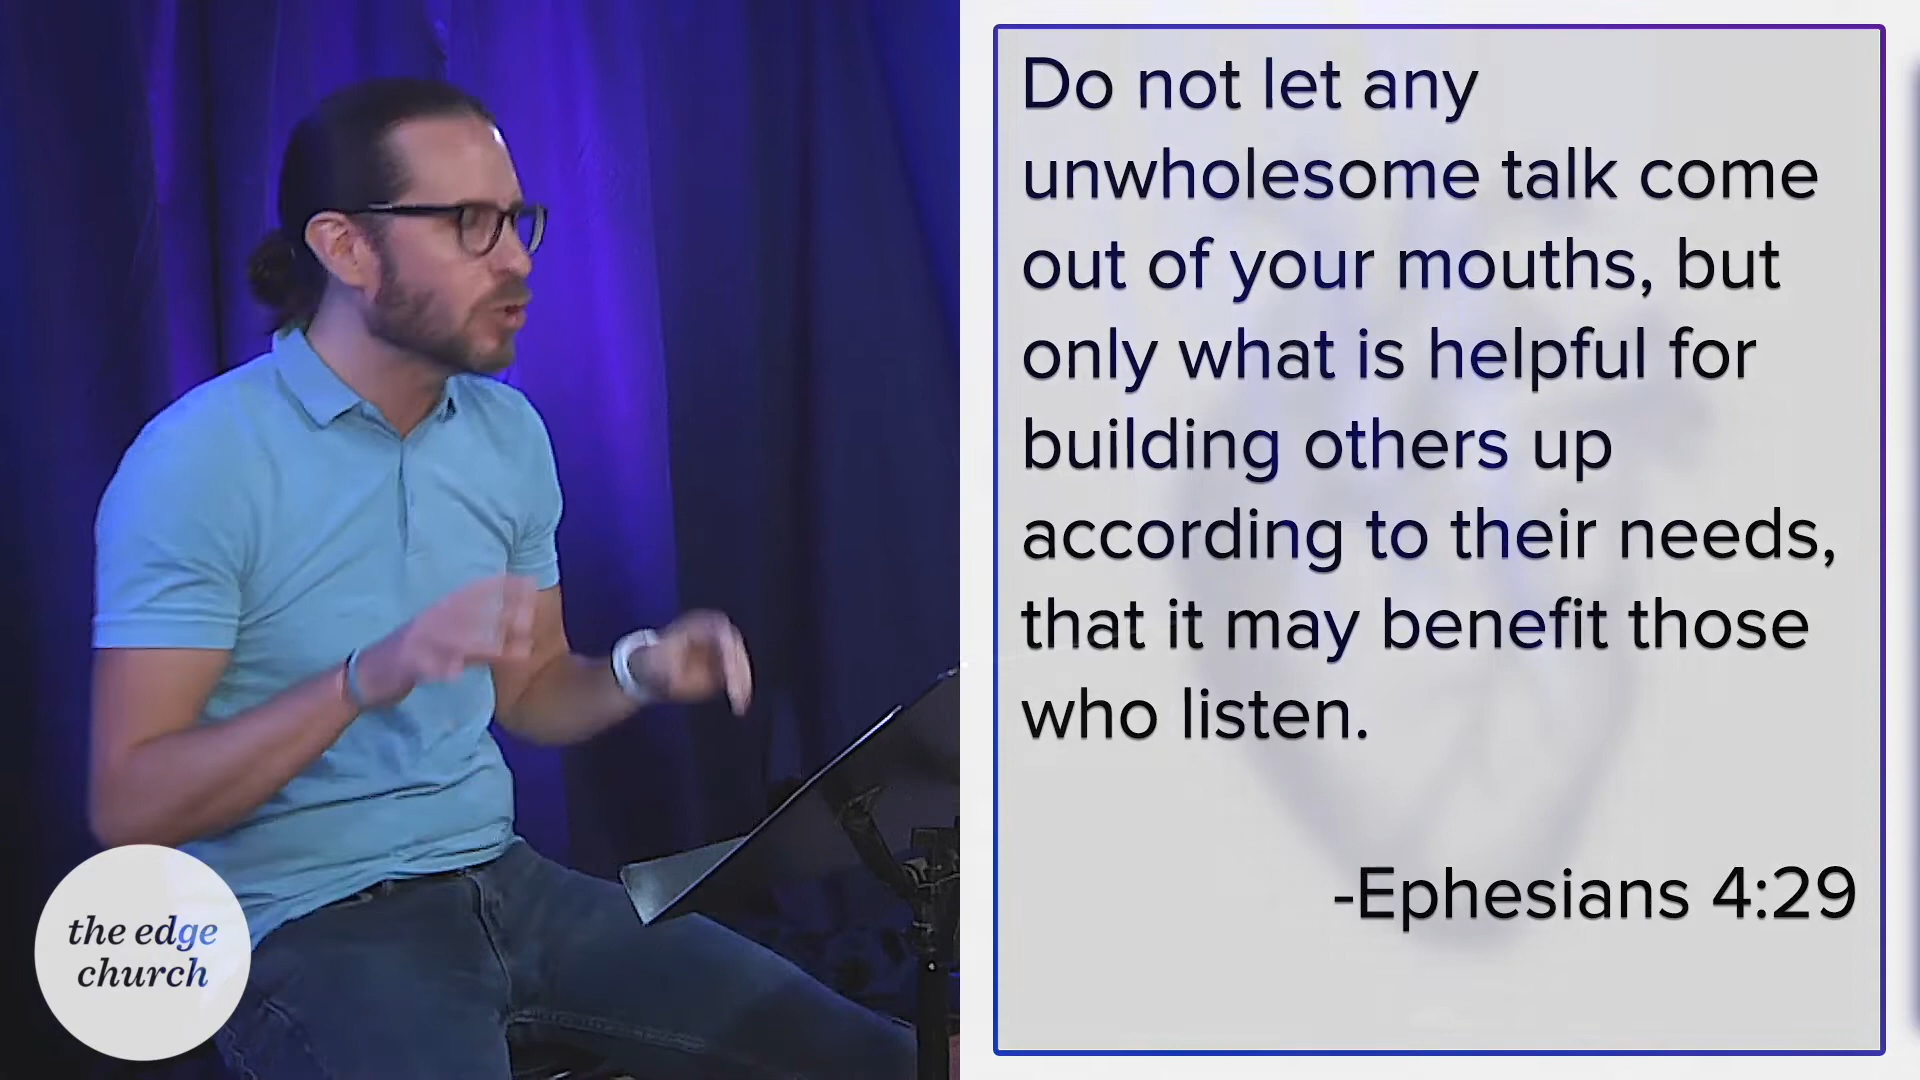 Do not let any
unwholesome talk come
out of your mouths, but
only what is helpful for
building others up
according to their needs,
that it may benefit those
who listen.
-Ephesians 4:29
the edge
church